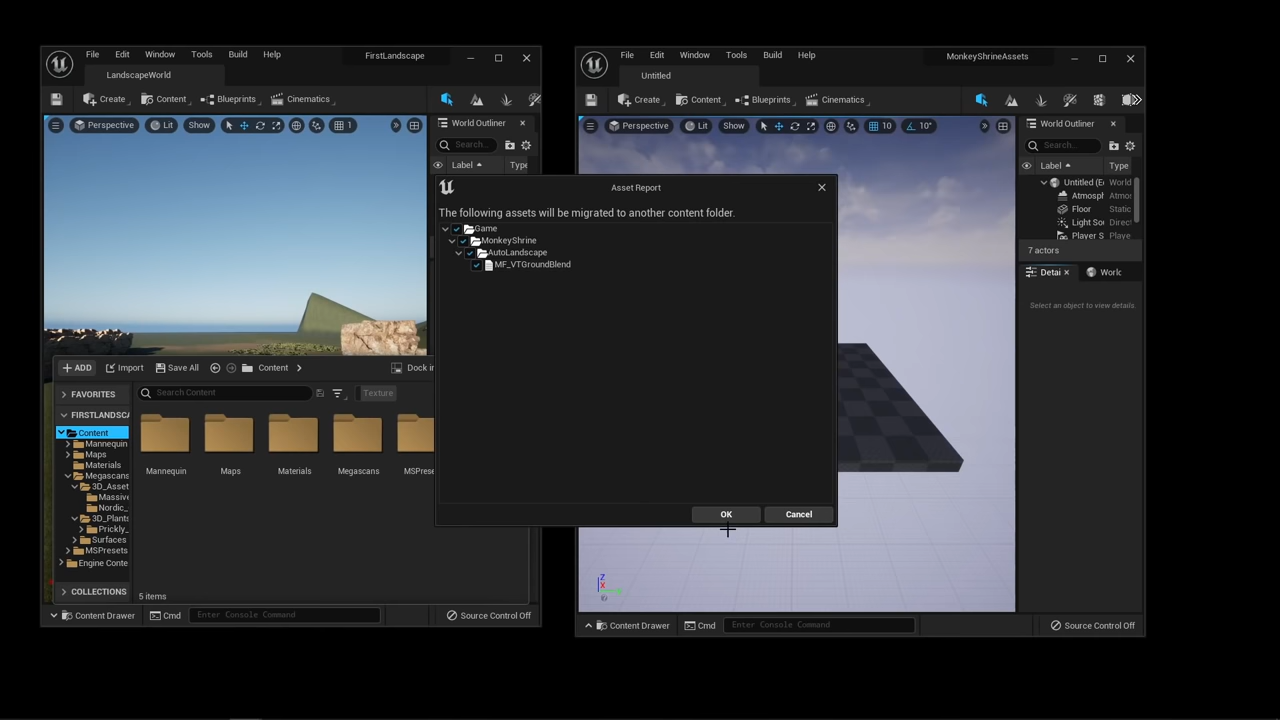 File Edit Window Tools Build Help FirstLandscape
LandscapeWorld
Create Content Blueprints Cinematics
Perspective Lit Show 1
World Outliner
Search...
Label Type
File Edit Window Tools Build Help MonkeyShrineAssets
Untitled
Create Content Blueprints Cinematics
Perspective Lit Show 10 10°
World Outliner
Search...
Label Type
Untitled (E World
Atmosph Atmos
Floor Static
Light Sou Direc
Player S Playe
7 actors
Detai Worlc
Select an object to view details.
Asset Report
The following assets will be migrated to another content folder.
Game
MonkeyShrine
AutoLandscape
MF_VTGroundBlend
OK Cancel
ADD Import Save All Content Dock in
FAVORITES
FIRSTLANDSCA
Content
Mannequin
Maps
Materials
Megascans
3D_Asset
Massive
Nordic_
3D_Plants
Prickly_
Surfaces
MSPresets
Engine Conte
COLLECTIONS
Search Content Texture
Mannequin Maps Materials Megascans MSPrese
5 items
Content Drawer Cmd Enter Console Command Source Control Off
Content Drawer Cmd Enter Console Command Source Control Off
Z
X